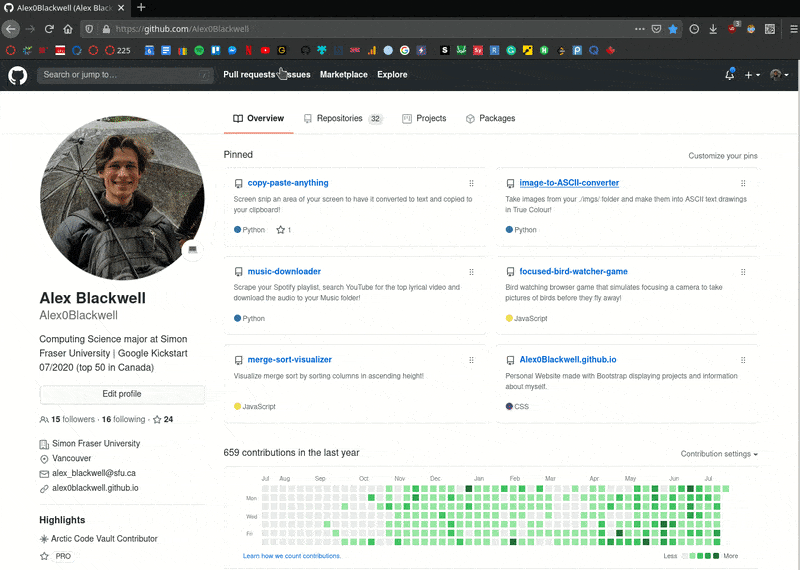 Alex0Blackwell (Alex Black
https://github.com/Alex0Blackwell
225
Search or jump to...
/
Pull requests
Issues
Marketplace
Explore
Overview
Repositories 32
Projects
Packages
Pinned
Customize your pins
copy-paste-anything
Screen snip an area of your screen to have it converted to text and copied to
your clipboard!
Python 1
image-to-ASCII-converter
Take images from your ./imgs/ folder and make them into ASCII text drawings
in True Colour!
Python
music-downloader
Scrape your Spotify playlist, search YouTube for the top lyrical video and
download the audio to your Music folder!
Python
focused-bird-watcher-game
Bird watching browser game that simulates focusing a camera to take
pictures of birds before they fly away!
JavaScript
merge-sort-visualizer
Visualize merge sort by sorting columns in ascending height!
JavaScript
Alex0Blackwell.github.io
Personal Website made with Bootstrap displaying projects and information
about myself.
CSS
Alex Blackwell
Alex0Blackwell
Computing Science major at Simon
Fraser University | Google Kickstart
07/2020 (top 50 in Canada)
Edit profile
15 followers · 16 following · 24
Simon Fraser University
Vancouver
alex_blackwell@sfu.ca
alex0blackwell.github.io
Highlights
Arctic Code Vault Contributor
PRO
659 contributions in the last year
Contribution settings
Jul Aug Sep Oct Nov Dec Jan Feb Mar Apr May Jun Jul
Mon
Wed
Fri
Learn how we count contributions.
Less More